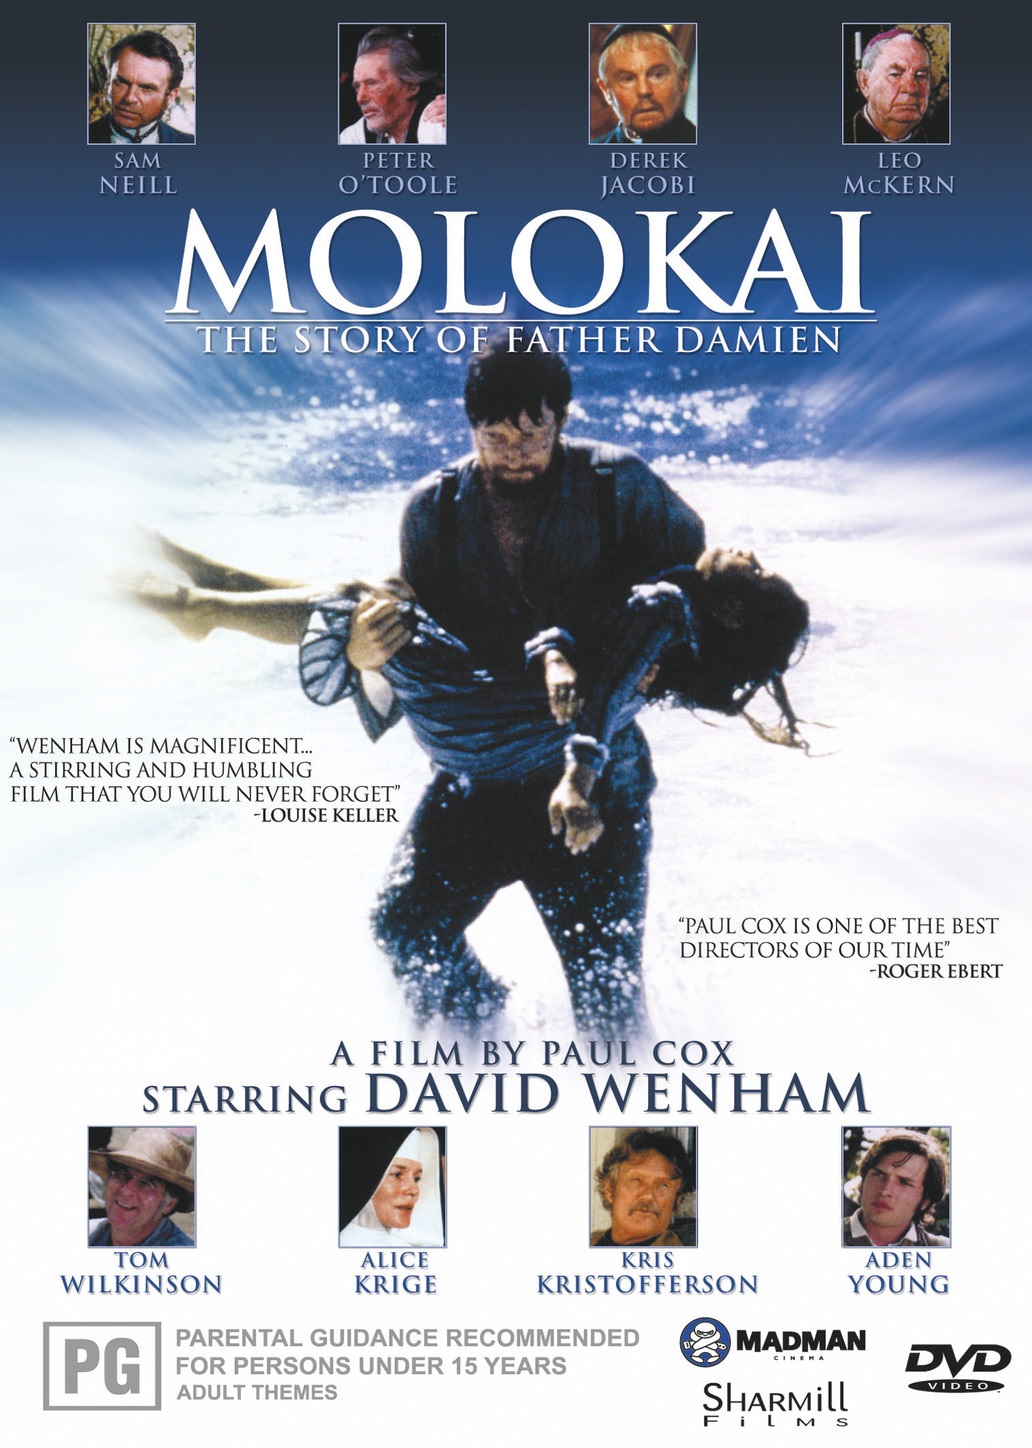 SAM
NEILL
PETER
O'TOOLE
DEREK
JACOBI
LEO
McKERN
MOLOKAI
THE STORY OF FATHER DAMIEN
“WENHAM IS MAGNIFICENT...
A STIRRING AND HUMBLING
FILM THAT YOU WILL NEVER FORGET”
-LOUISE KELLER
“PAUL COX IS ONE OF THE BEST
DIRECTORS OF OUR TIME”
-ROGER EBERT
A FILM BY PAUL COX
STARRING DAVID WENHAM
TOM
WILKINSON
ALICE
KRIGE
KRIS
KRISTOFFERSON
ADEN
YOUNG
PG
PARENTAL GUIDANCE RECOMMENDED
FOR PERSONS UNDER 15 YEARS
ADULT THEMES
MADMAN
CINEMA
SHARMill
Films
DVD
VIDEO